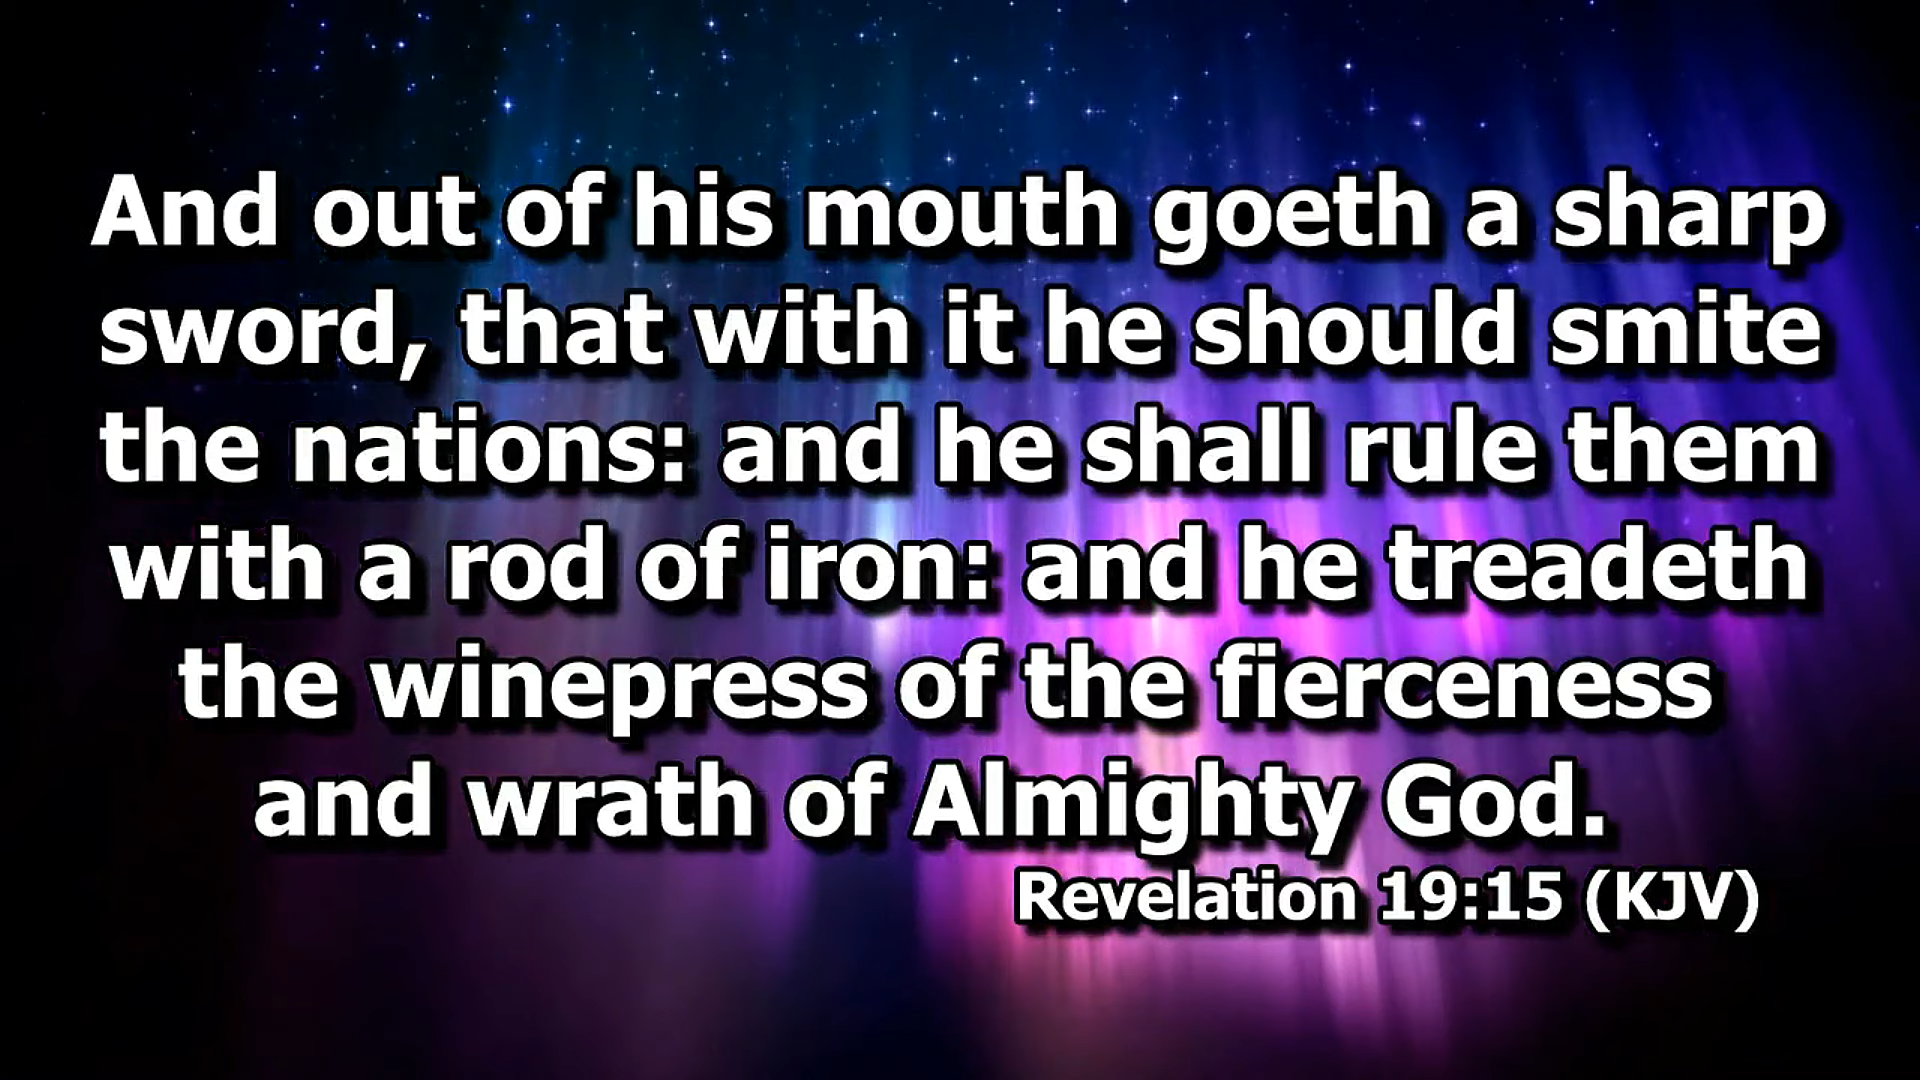 And out of his mouth goeth a sharp
sword, that with it he should smite
the nations: and he shall rule them
with a rod of iron: and he treadeth
the winepress of the fierceness
and wrath of Almighty God.
Revelation 19:15 (KJV)